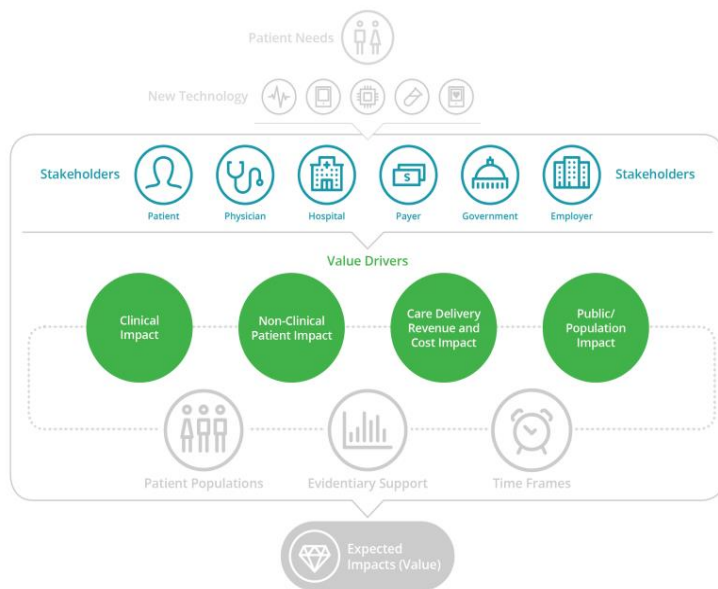 Patient Needs
New Technology
Stakeholders
Stakeholders
$
Patient
Physician
Hospital
Payer
Government
Employer
Value Drivers
Clinical
Impact
Non-Clinical
Patient Impact
Care Delivery
Revenue and
Cost Impact
Public/
Population
Impact
Patient Populations
Evidentiary Support
Time Frames
Expected
Impacts (Value)